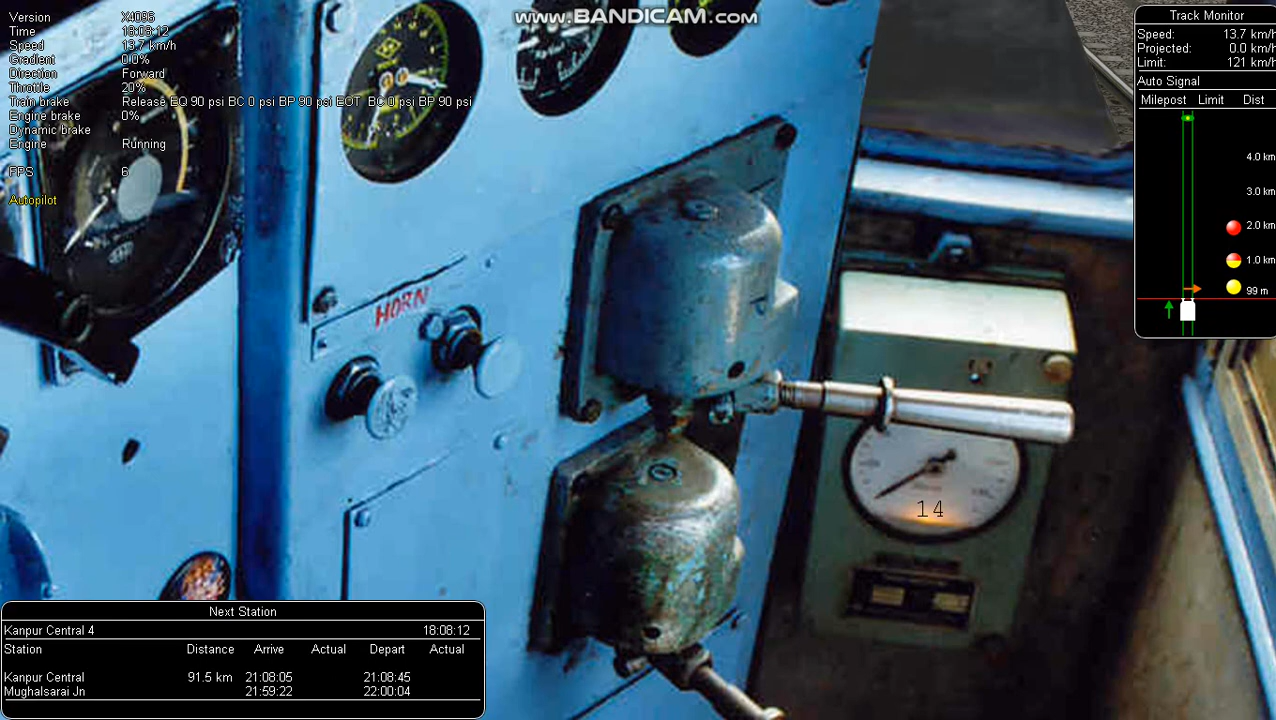 www.BANDICAM.com
Version X4086
Time 18:08:12
Speed 13.7 km/h
Gradient 0.0%
Direction Forward
Throttle 20%
Train brake Release EQ 90 psi BC 0 psi BP 90 psi EOT BC 0 psi BP 90 psi
Engine brake 0%
Dynamic brake
Engine Running
FPS 6
Autopilot
Track Monitor
Speed: 13.7 km/h
Projected: 0.0 km/h
Limit: 121 km/h
Auto Signal
Milepost Limit Dist
4.0 km
3.0 km
2.0 km
1.0 km
99 m
HORN
14
Next Station
Kanpur Central 4 18:08:12
Station Distance Arrive Actual Depart Actual
Kanpur Central 91.5 km 21:08:05 21:08:45
Mughalsarai Jn 21:59:22 22:00:04